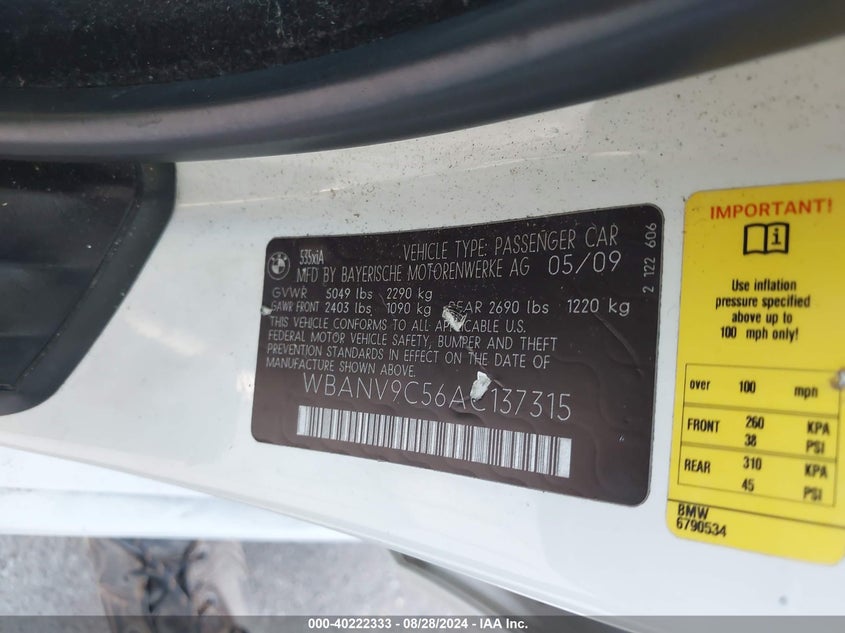 BMW
535xiA VEHICLE TYPE: PASSENGER CAR
MFD BY BAYERISCHE MOTORENWERKE AG 05/09
GVWR 5049 lbs 2290 kg
GAWR FRONT 2403 lbs 1090 kg REAR 2690 lbs 1220 kg
THIS VEHICLE CONFORMS TO ALL APPLICABLE U.S.
FEDERAL MOTOR VEHICLE SAFETY, BUMPER AND THEFT
PREVENTION STANDARDS IN EFFECT ON THE DATE OF
MANUFACTURE SHOWN ABOVE.
WBANV9C56AC137315
2 122 606
IMPORTANT!
i
Use inflation
pressure specified
above up to
100 mph only!
over 100 mph
FRONT 260 KPA
38 PSI
REAR 310 KPA
45 PSI
BMW
6790534
000-40222333 - 08/28/2024 - IAA Inc.